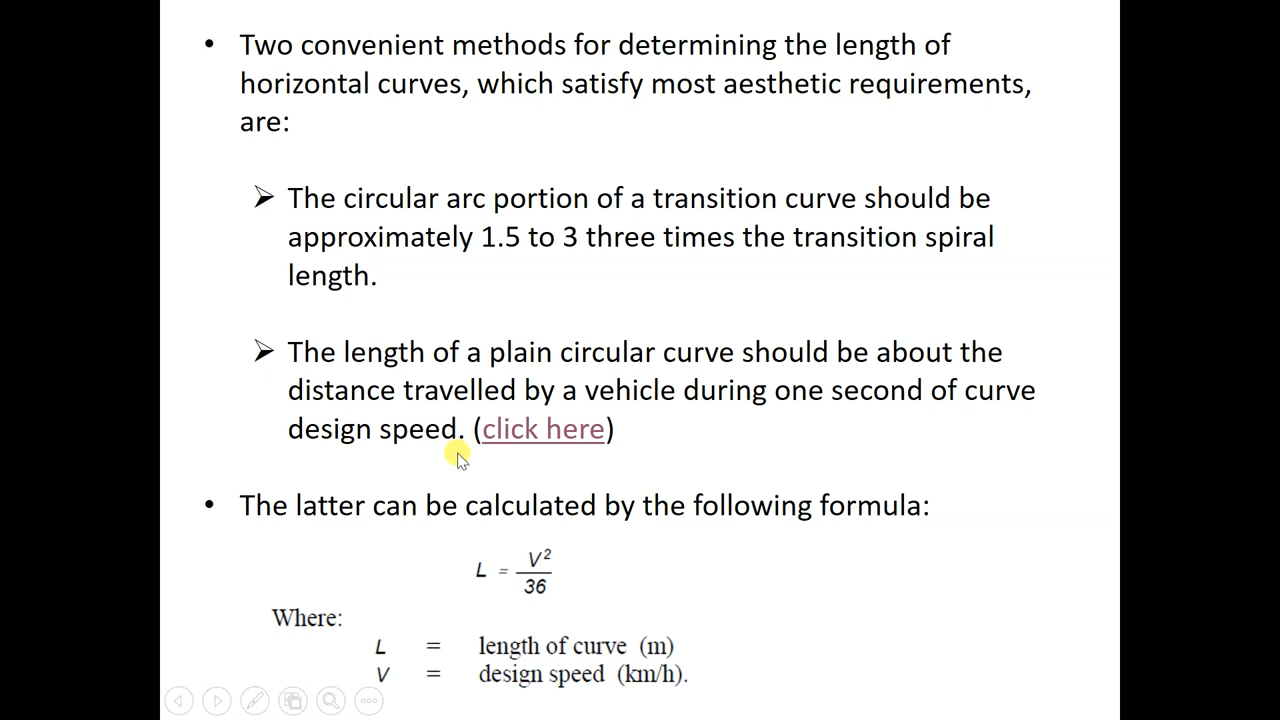 • Two convenient methods for determining the length of
horizontal curves, which satisfy most aesthetic requirements,
are:
➢ The circular arc portion of a transition curve should be
approximately 1.5 to 3 three times the transition spiral
length.
➢ The length of a plain circular curve should be about the
distance travelled by a vehicle during one second of curve
design speed. (click here)
• The latter can be calculated by the following formula:
L = V²/36
Where:
L = length of curve (m)
V = design speed (km/h).